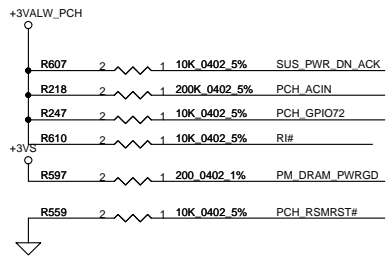 +3VALW_PCH
R607 2 1 10K_0402_5% SUS_PWR_DN_ACK
R218 2 1 200K_0402_5% PCH_ACIN
R247 2 1 10K_0402_5% PCH_GPIO72
R610 2 1 10K_0402_5% RI#
+3VS
R597 2 1 200_0402_1% PM_DRAM_PWRGD
R559 2 1 10K_0402_5% PCH_RSMRST#